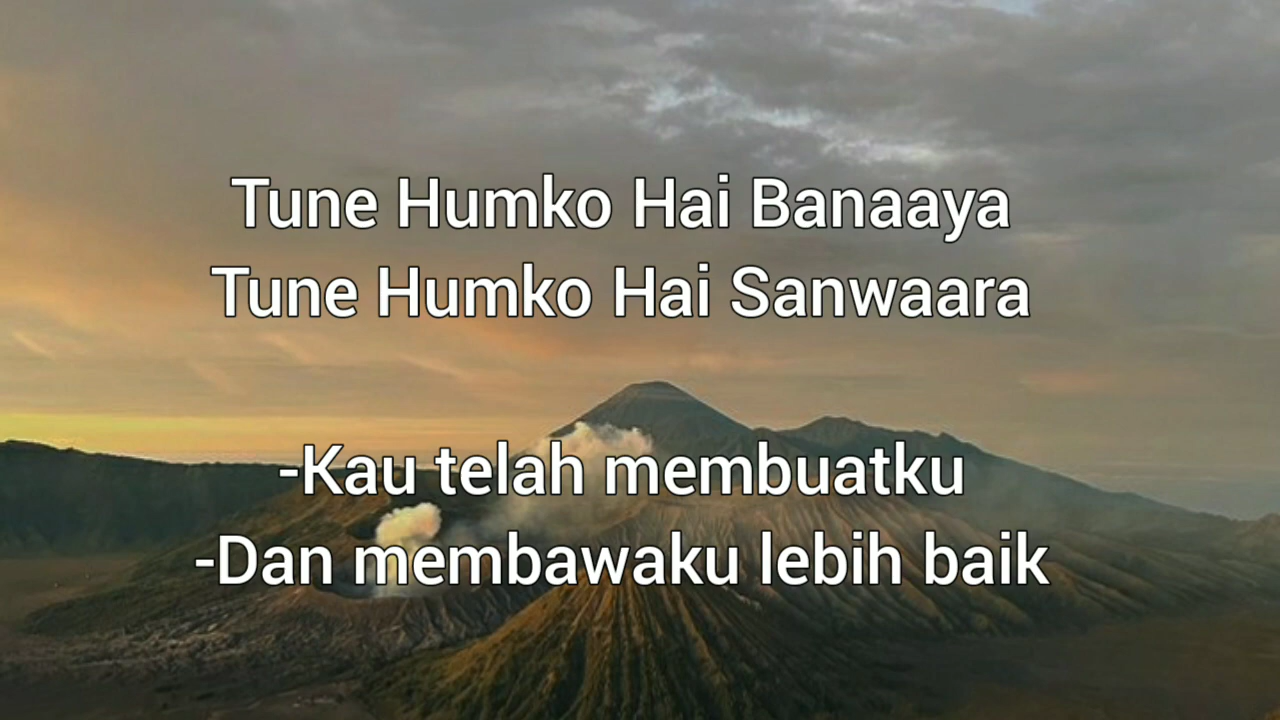 Tune Humko Hai Banaaya
Tune Humko Hai Sanwaara
-Kau telah membuatku
-Dan membawaku lebih baik